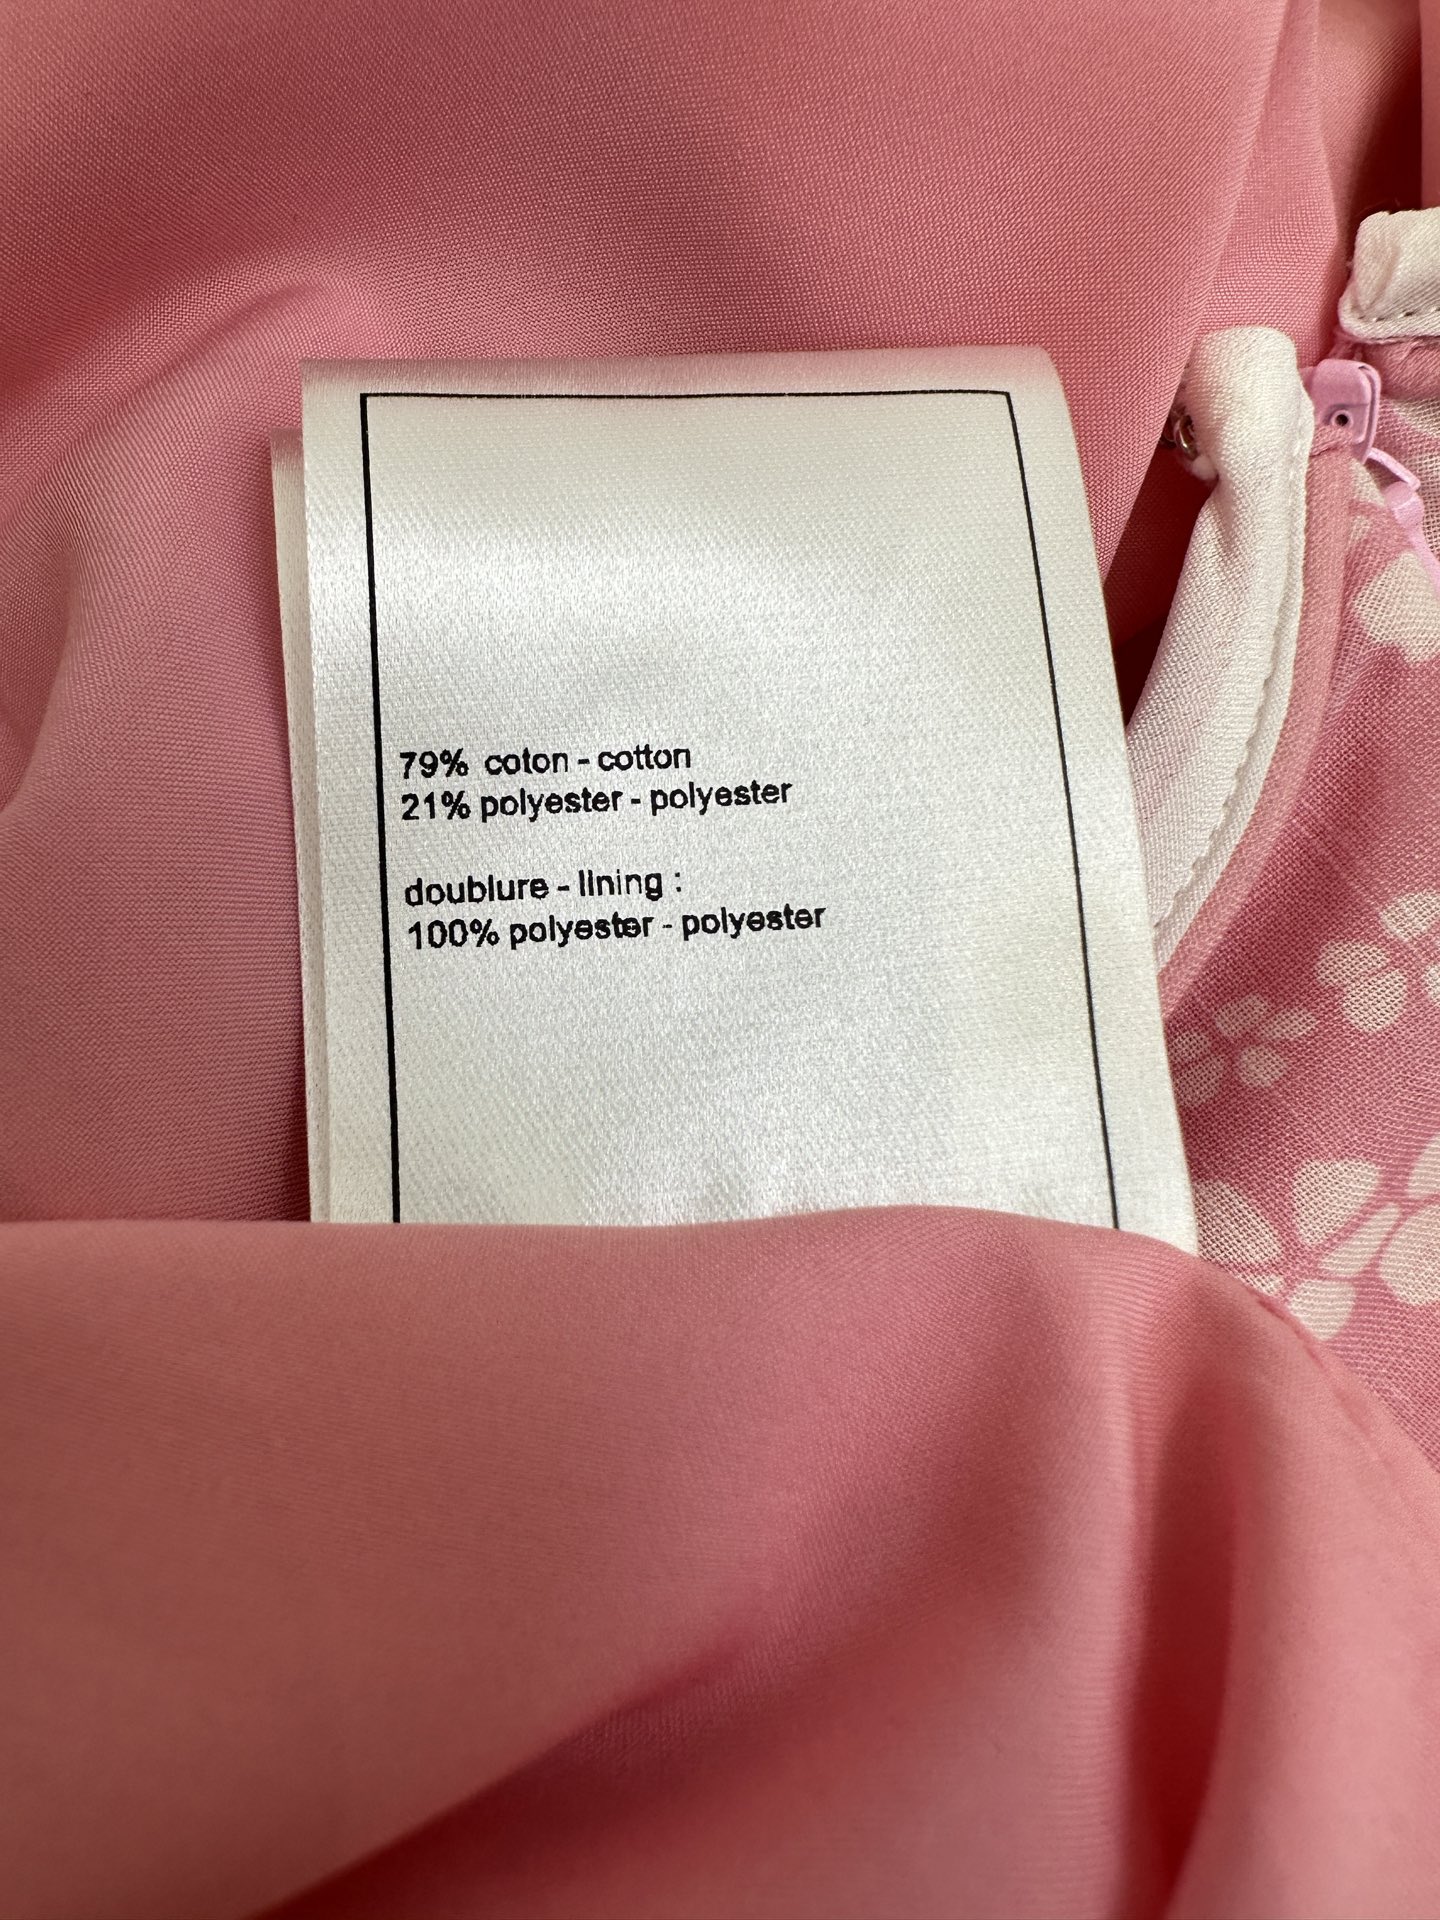 79% coton - cotton
21% polyester - polyester
doublure - lining :
100% polyester - polyester